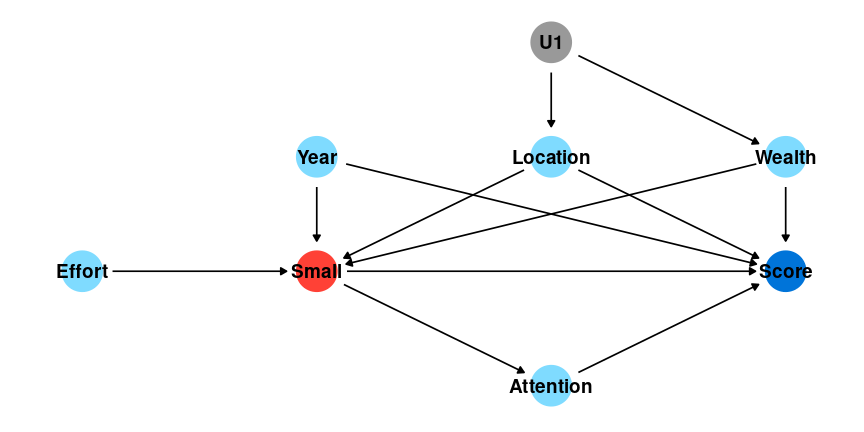 U1
Year
Location
Wealth
Effort
Small
Score
Attention